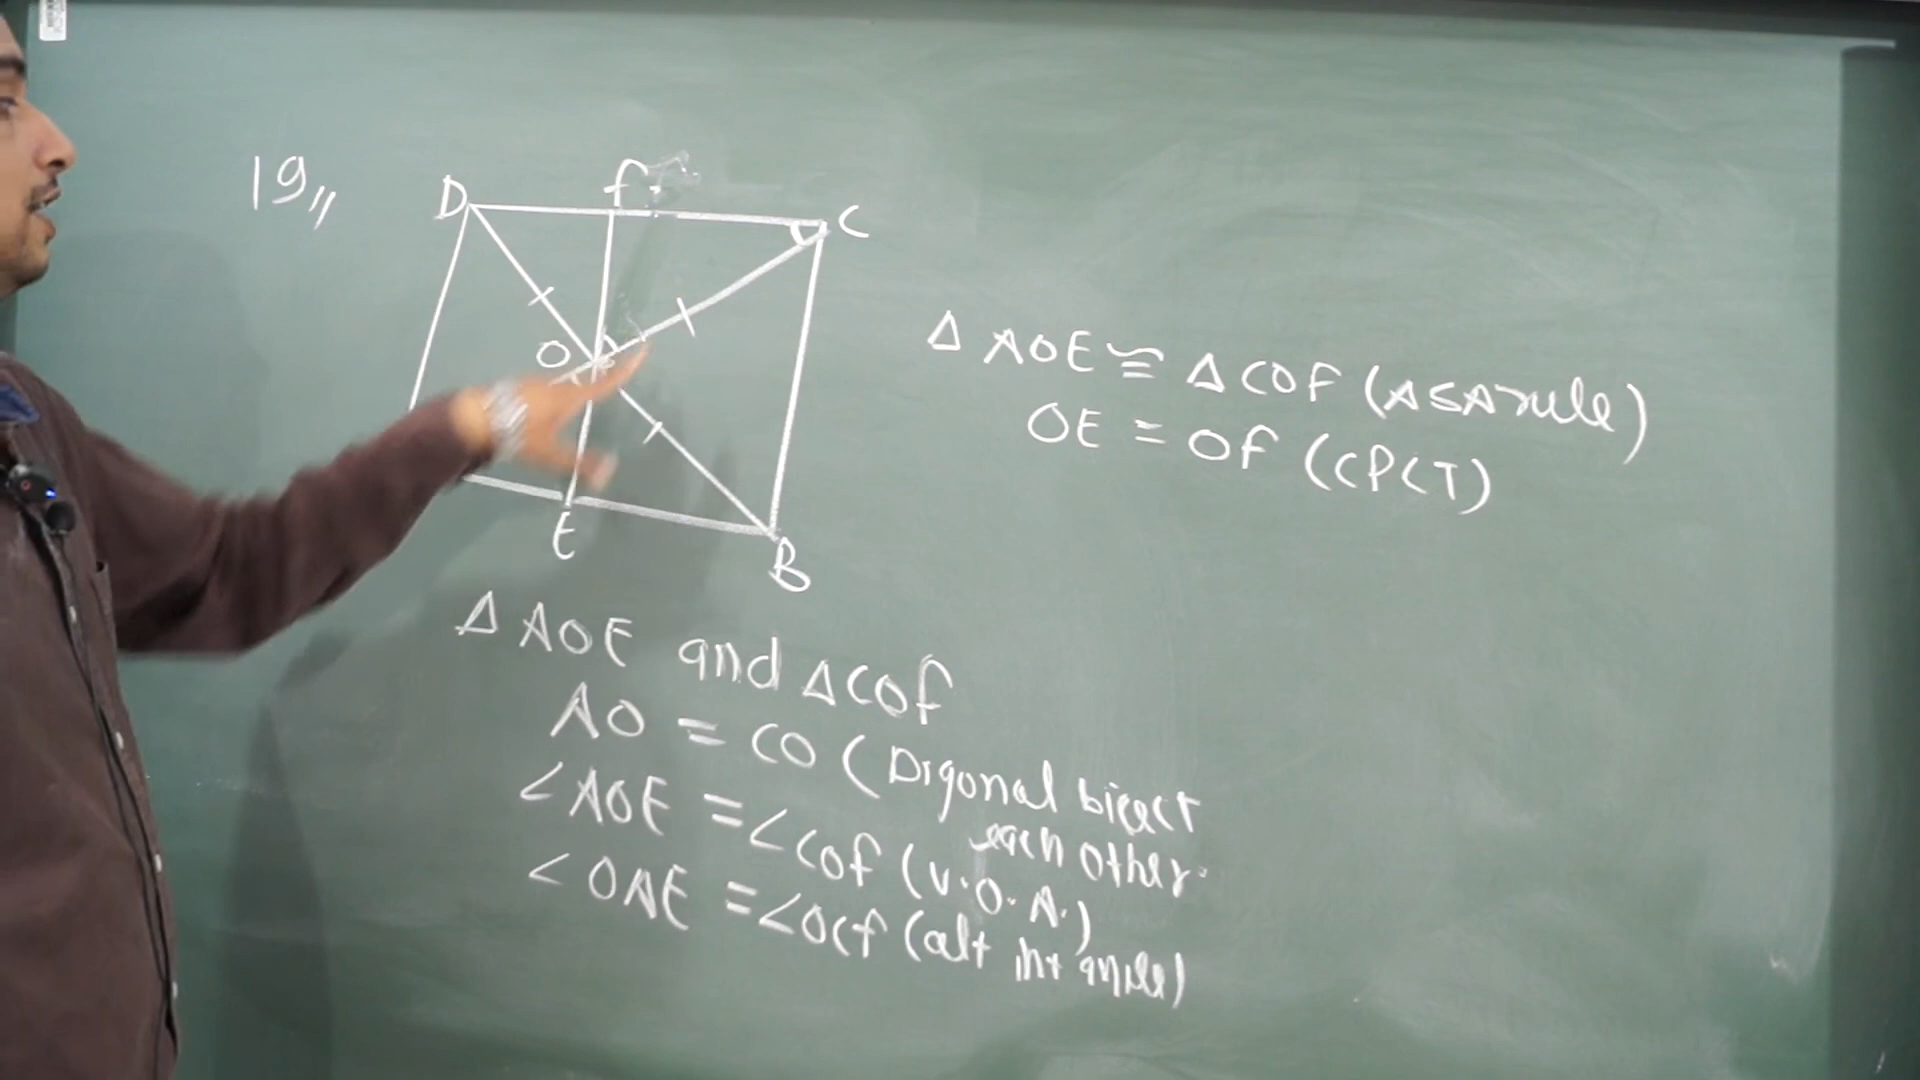 19,,
D
f
C
O
E
B
Δ AOE ≅ Δ COF (ASA rule)
OE = OF (CPCT)
Δ AOE and Δ COf
AO = CO (Digonal bisect
each other.
∠AOE = ∠COf (V.O.A.)
∠OAE = ∠OCf (alt int angle)